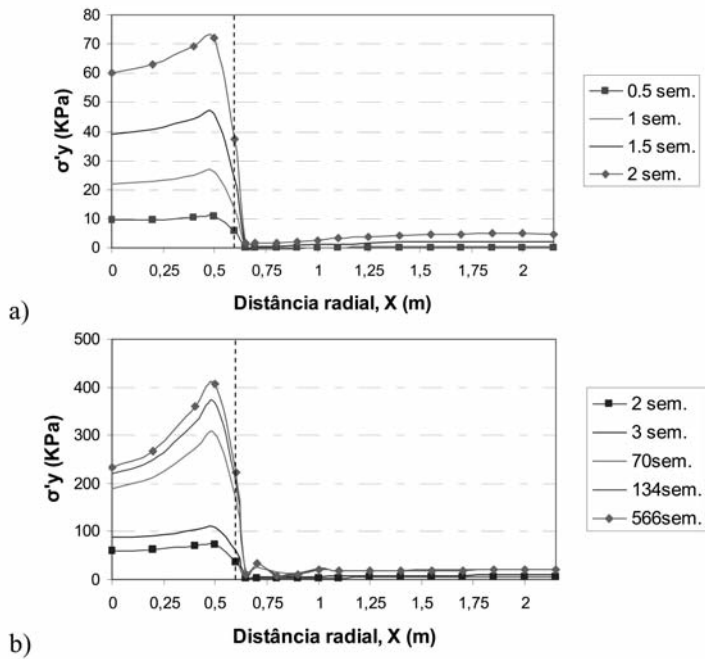 80
70
60
50
40
30
20
10
0
σ'y (KPa)
0 0,25 0,5 0,75 1 1,25 1,5 1,75 2
Distância radial, X (m)
0.5 sem.
1 sem.
1.5 sem.
2 sem.
a)
500
400
300
200
100
0
σ'y (KPa)
0 0,25 0,5 0,75 1 1,25 1,5 1,75 2
Distância radial, X (m)
2 sem.
3 sem.
70sem.
134sem.
566sem.
b)